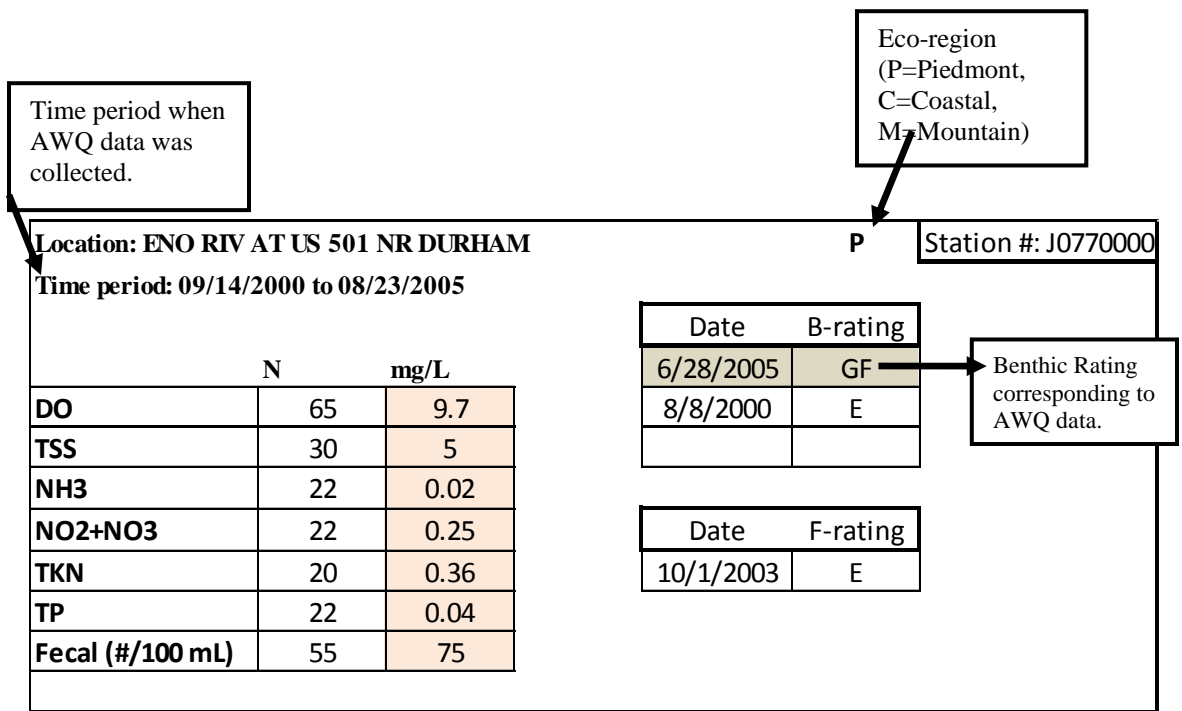 Eco-region
(P=Piedmont,
C=Coastal,
M=Mountain)
Time period when
AWQ data was
collected.
Location: ENO RIV AT US 501 NR DURHAM P Station #: J0770000
Time period: 09/14/2000 to 08/23/2005
Date B-rating
N mg/L 6/28/2005 GF
Benthic Rating
corresponding to
AWQ data.
DO 65 9.7 8/8/2000 E
TSS 30 5
NH3 22 0.02
NO2+NO3 22 0.25 Date F-rating
TKN 20 0.36 10/1/2003 E
TP 22 0.04
Fecal (#/100 mL) 55 75